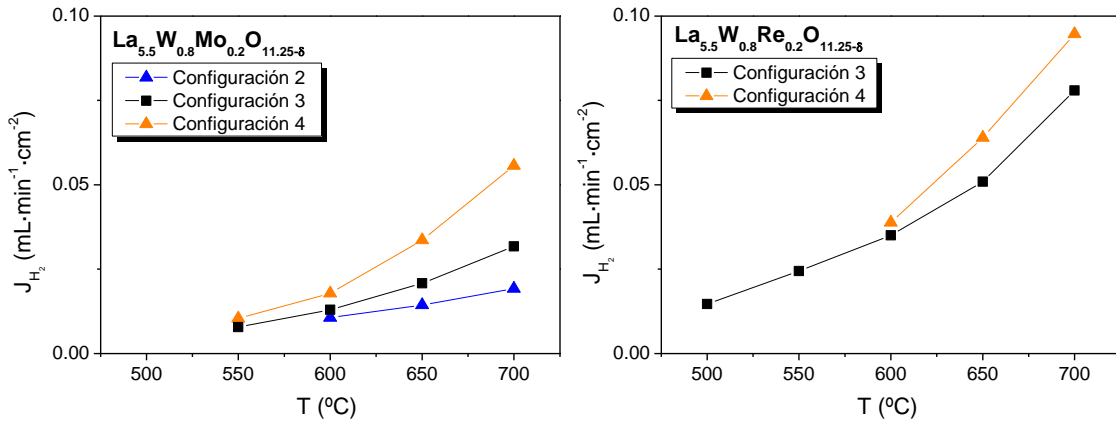 La5.5W0.8Mo0.2O11.25-δ
Configuración 2
Configuración 3
Configuración 4
0.10
0.05
0.00
JH2 (mL·min-1·cm-2)
500 550 600 650 700
T (ºC)
La5.5W0.8Re0.2O11.25-δ
Configuración 3
Configuración 4
0.10
0.05
0.00
JH2 (mL·min-1·cm-2)
500 550 600 650 700
T (ºC)